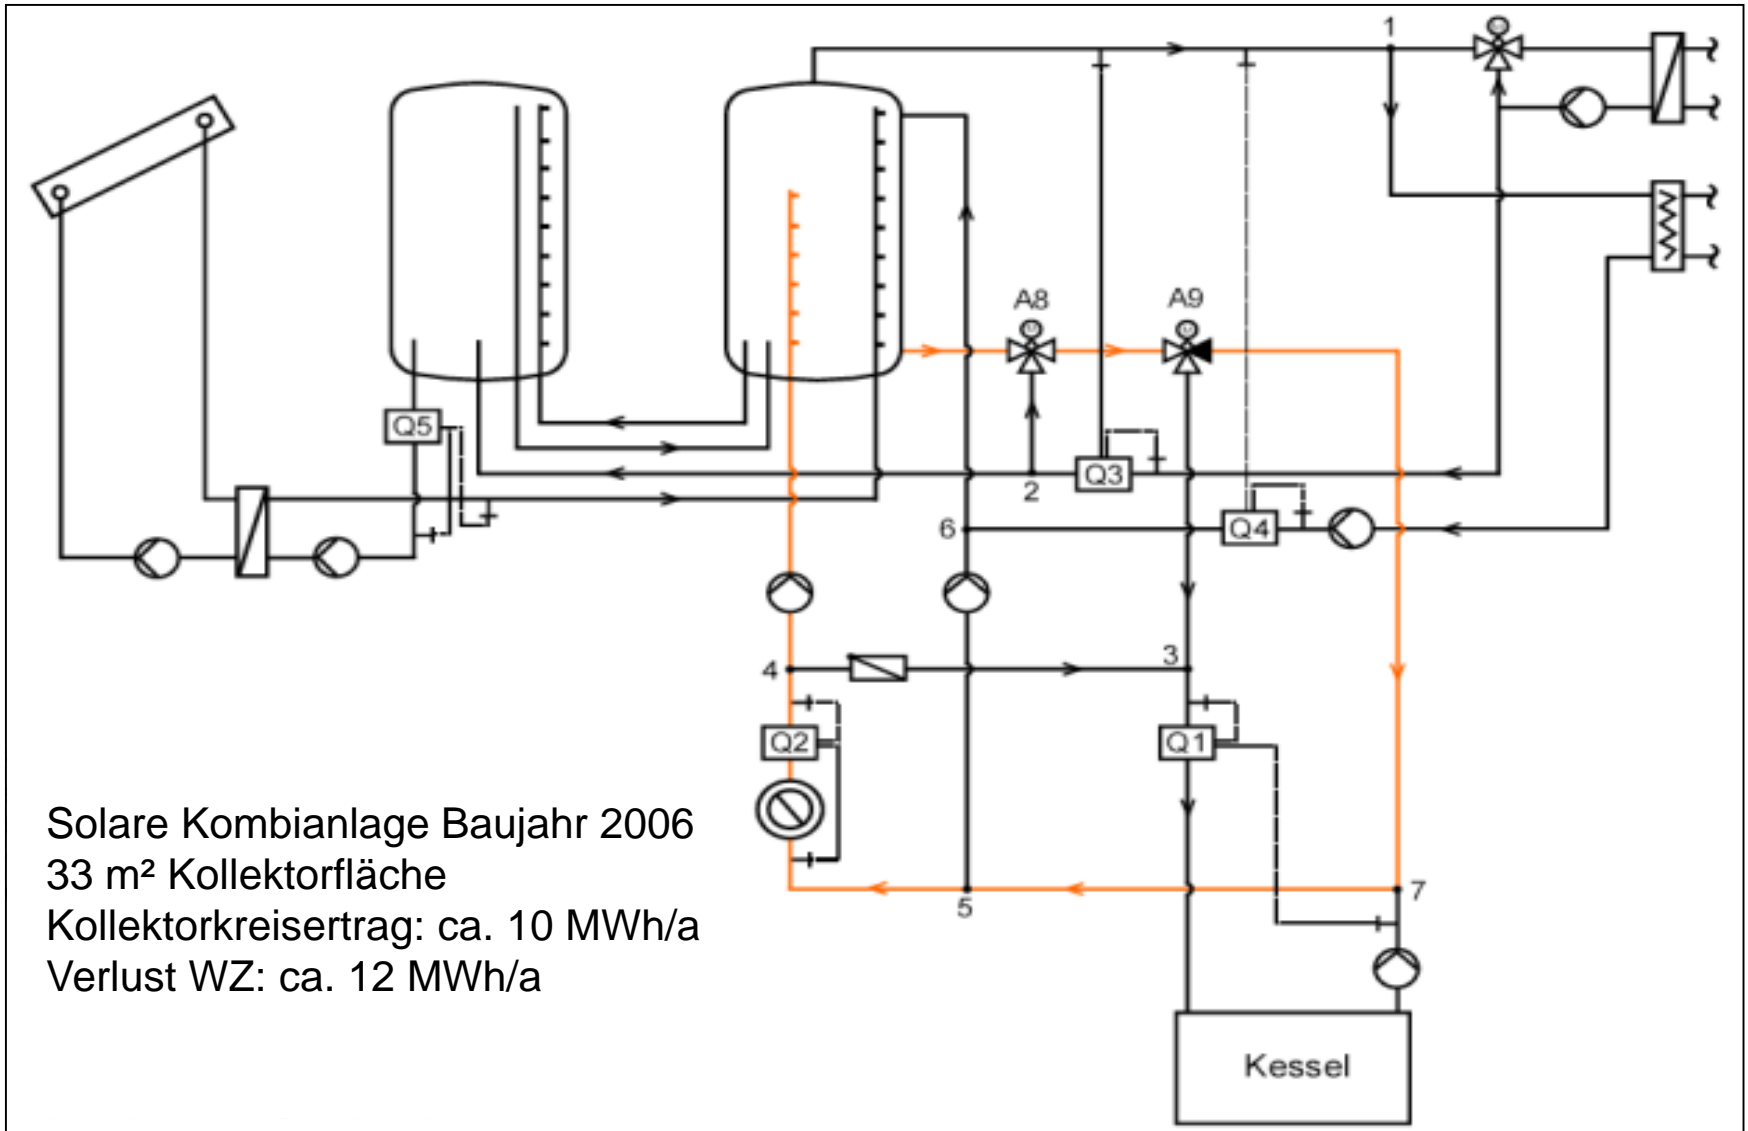 1
A8
A9
Q5
Q3
2
6
Q4
4
3
Q2
Q1
Solare Kombianlage Baujahr 2006
33 m² Kollektorfläche
Kollektorkreisertrag: ca. 10 MWh/a
Verlust WZ: ca. 12 MWh/a
5
7
Kessel